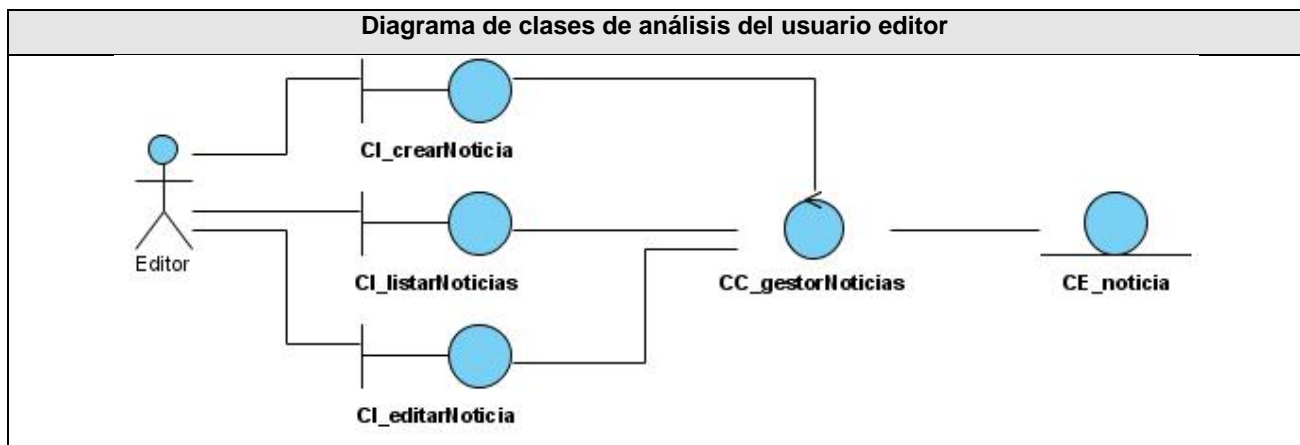 Diagrama de clases de análisis del usuario editor
CI_crearNoticia
Editor
CI_listarNoticias
CC_gestorNoticias
CE_noticia
CI_editarNoticia